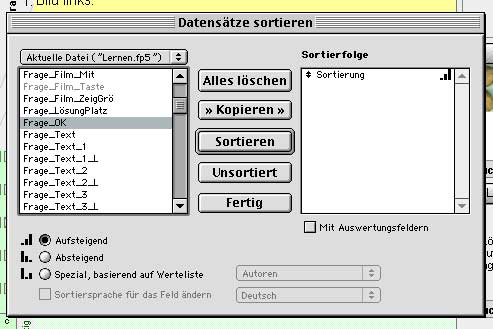 1. Bild links:
Datensätze sortieren
Aktuelle Datei ("Lernen.fp5")
Frage_Film_Mit
Frage_Film_Taste
Frage_Film_ZeigGrö
Frage_LösungPlatz
Frage_OK
Frage_Text
Frage_Text_1
Frage_Text_1_L
Frage_Text_2
Frage_Text_2_L
Frage_Text_3
Frage_Text_3_L
Alles löschen
» Kopieren »
Sortieren
Unsortiert
Fertig
Sortierfolge
Sortierung
Mit Auswertungsfeldern
Aufsteigend
Absteigend
Spezial, basierend auf Werteliste
Autoren
Sortiersprache für das Feld ändern
Deutsch